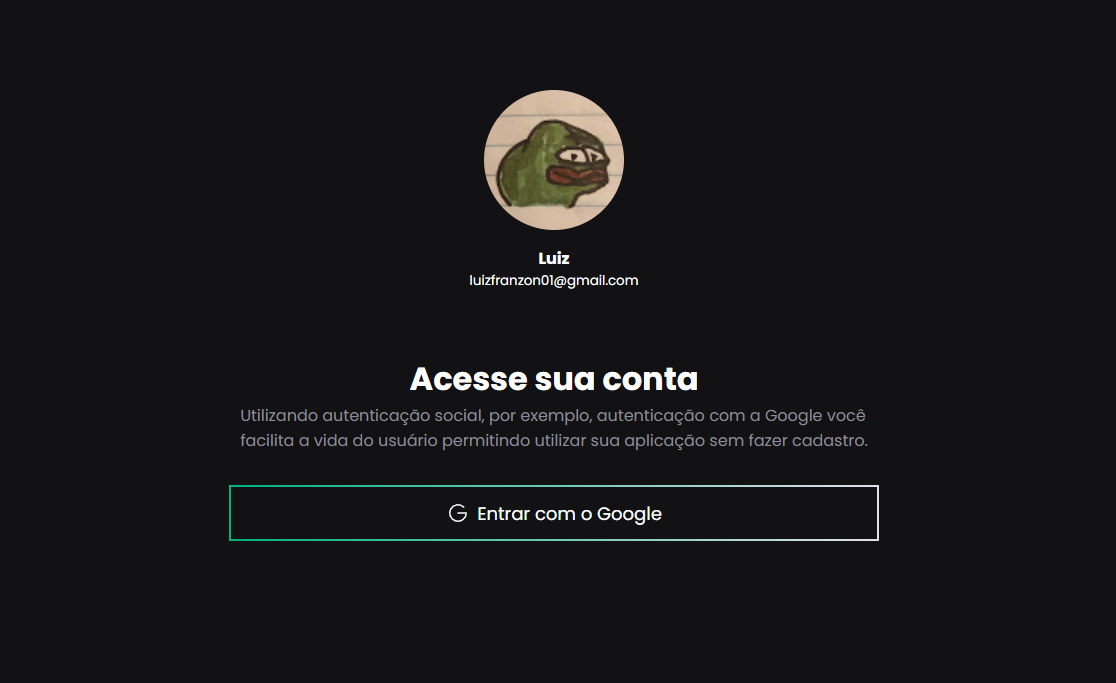 Luiz
luizfranzon01@gmail.com
Acesse sua conta
Utilizando autenticação social, por exemplo, autenticação com a Google você
facilita a vida do usuário permitindo utilizar sua aplicação sem fazer cadastro.
Entrar com o Google